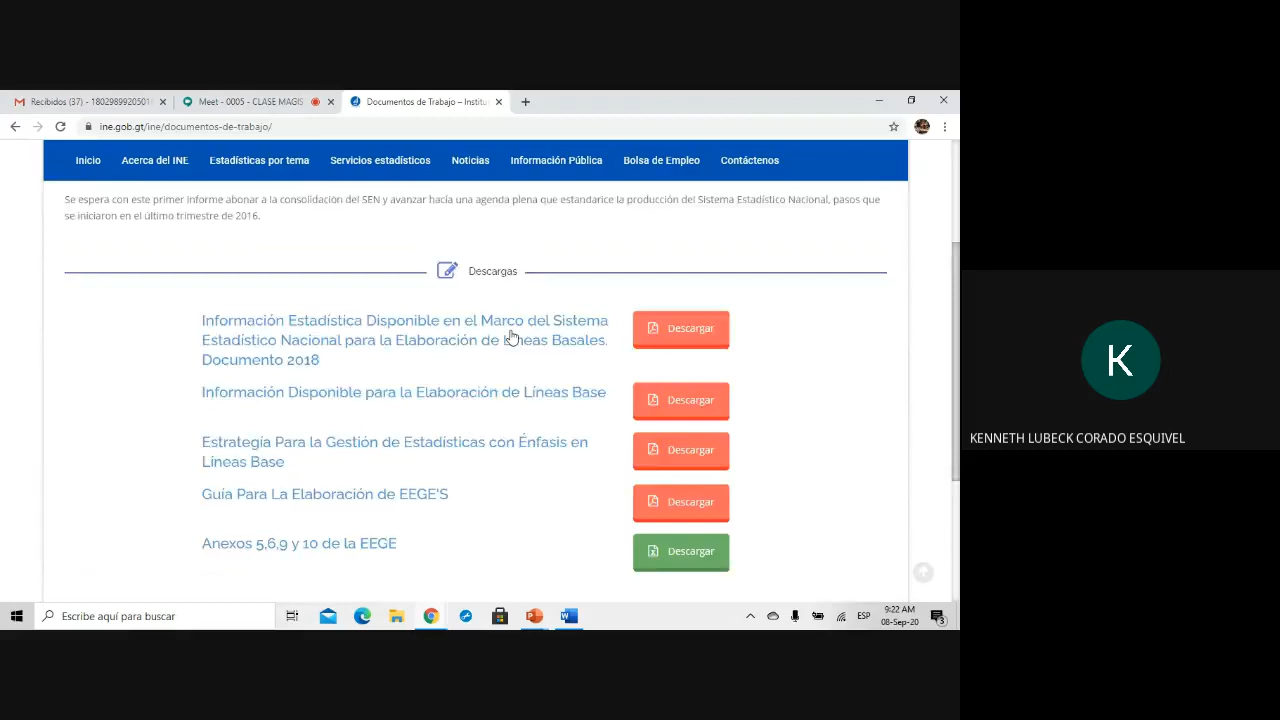 Recibidos (37) - 1802989920501
Meet - 0005 - CLASE MAGIS
Documentos de Trabajo – Institu
ine.gob.gt/ine/documentos-de-trabajo/
Inicio Acerca del INE Estadísticas por tema Servicios estadísticos Noticias Información Pública Bolsa de Empleo Contáctenos
Se espera con este primer Informe abonar a la consolidación del SEN y avanzar hacía una agenda plena que estandarice la producción del Sistema Estadístico Nacional, pasos que
se iniciaron en el último trimestre de 2016.
Descargas
Información Estadística Disponible en el Marco del Sistema
Estadístico Nacional para la Elaboración de Líneas Basales.
Documento 2018
Descargar
Información Disponible para la Elaboración de Líneas Base
Descargar
Estrategia Para la Gestión de Estadísticas con Énfasis en
Líneas Base
Descargar
Guía Para La Elaboración de EEGE'S
Descargar
Anexos 5,6,9 y 10 de la EEGE
Descargar
K
KENNETH LUBECK CORADO ESQUIVEL
Escribe aquí para buscar
ESP
9:22 AM
08-Sep-20
3